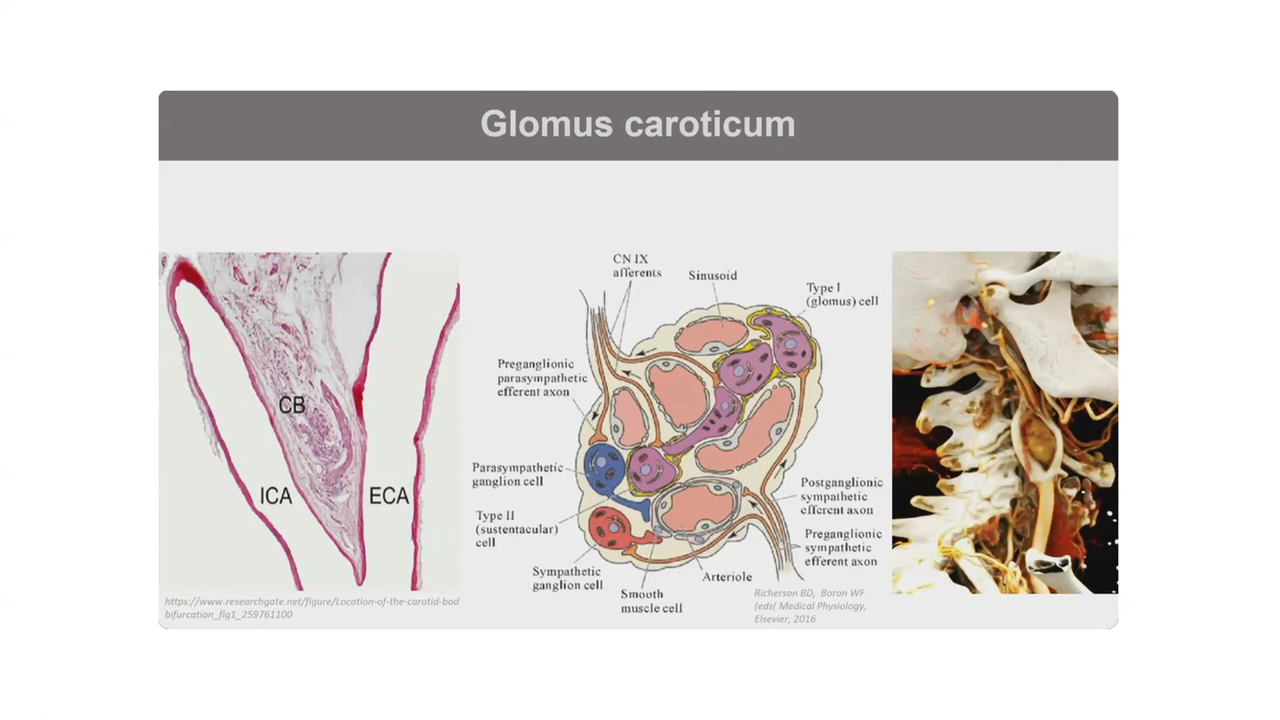 Glomus caroticum
CB
ICA
ECA
https://www.researchgate.net/figure/Location-of-the-carotid-bod
bifurcation_fig1_259761100
CN IX
afferents
Sinusoid
Type I
(glomus) cell
Preganglionic
parasympathetic
efferent axon
Parasympathetic
ganglion cell
Type II
(sustentacular)
cell
Sympathetic
ganglion cell
Smooth
muscle cell
Arteriole
Postganglionic
sympathetic
efferent axon
Preganglionic
sympathetic
efferent axon
Richerson BD, Boron WF
(eds( Medical Physiology,
Elsevier, 2016